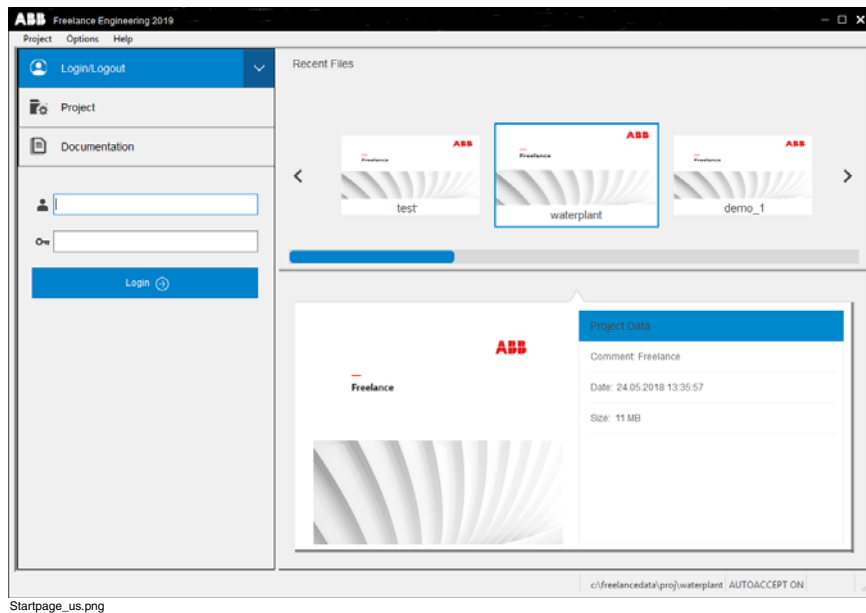 ABB Freelance Engineering 2019
Project Options Help
Login/Logout
Project
Documentation
Login
Recent Files
ABB
Freelance
test
ABB
Freelance
waterplant
ABB
Freelance
demo_1
ABB
Freelance
Project Data
Comment: Freelance
Date: 24.05.2018 13:35:57
Size: 11 MB
c:\freelancedata\proj\waterplant AUTOACCEPT ON
Startpage_us.png